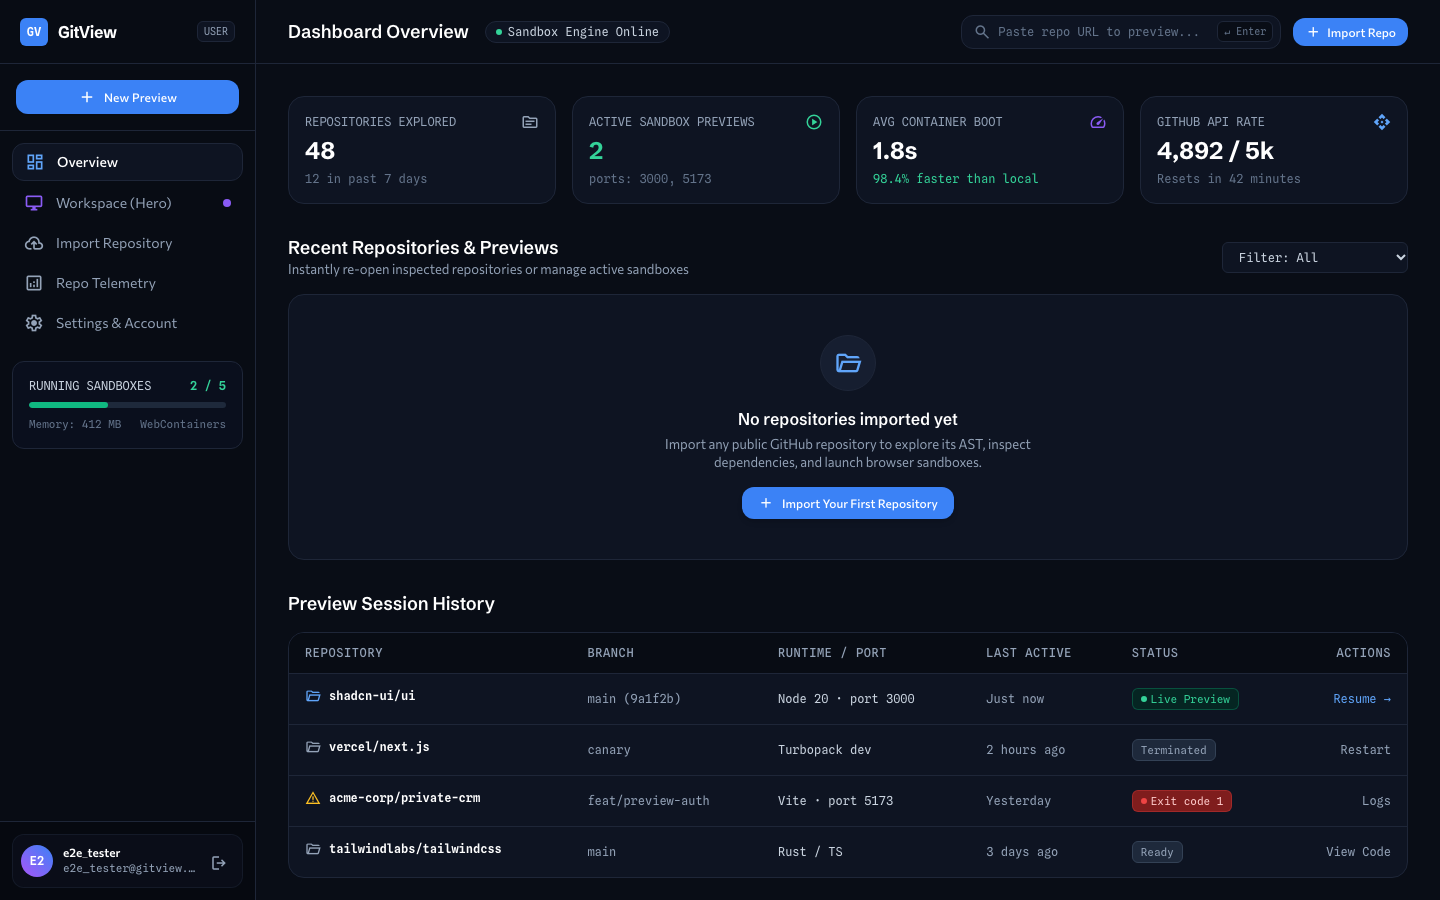 GV GitView USER
New Preview
Overview
Workspace (Hero)
Import Repository
Repo Telemetry
Settings & Account
RUNNING SANDBOXES 2 / 5
Memory: 412 MB WebContainers
E2 e2e_tester
e2e_tester@gitview.…
Dashboard Overview Sandbox Engine Online Paste repo URL to preview... ↵ Enter Import Repo
REPOSITORIES EXPLORED
48
12 in past 7 days
ACTIVE SANDBOX PREVIEWS
2
ports: 3000, 5173
AVG CONTAINER BOOT
1.8s
98.4% faster than local
GITHUB API RATE
4,892 / 5k
Resets in 42 minutes
Recent Repositories & Previews
Instantly re-open inspected repositories or manage active sandboxes
Filter: All
No repositories imported yet
Import any public GitHub repository to explore its AST, inspect
dependencies, and launch browser sandboxes.
Import Your First Repository
Preview Session History
REPOSITORY BRANCH RUNTIME / PORT LAST ACTIVE STATUS ACTIONS
shadcn-ui/ui main (9a1f2b) Node 20 · port 3000 Just now Live Preview Resume →
vercel/next.js canary Turbopack dev 2 hours ago Terminated Restart
acme-corp/private-crm feat/preview-auth Vite · port 5173 Yesterday Exit code 1 Logs
tailwindlabs/tailwindcss main Rust / TS 3 days ago Ready View Code